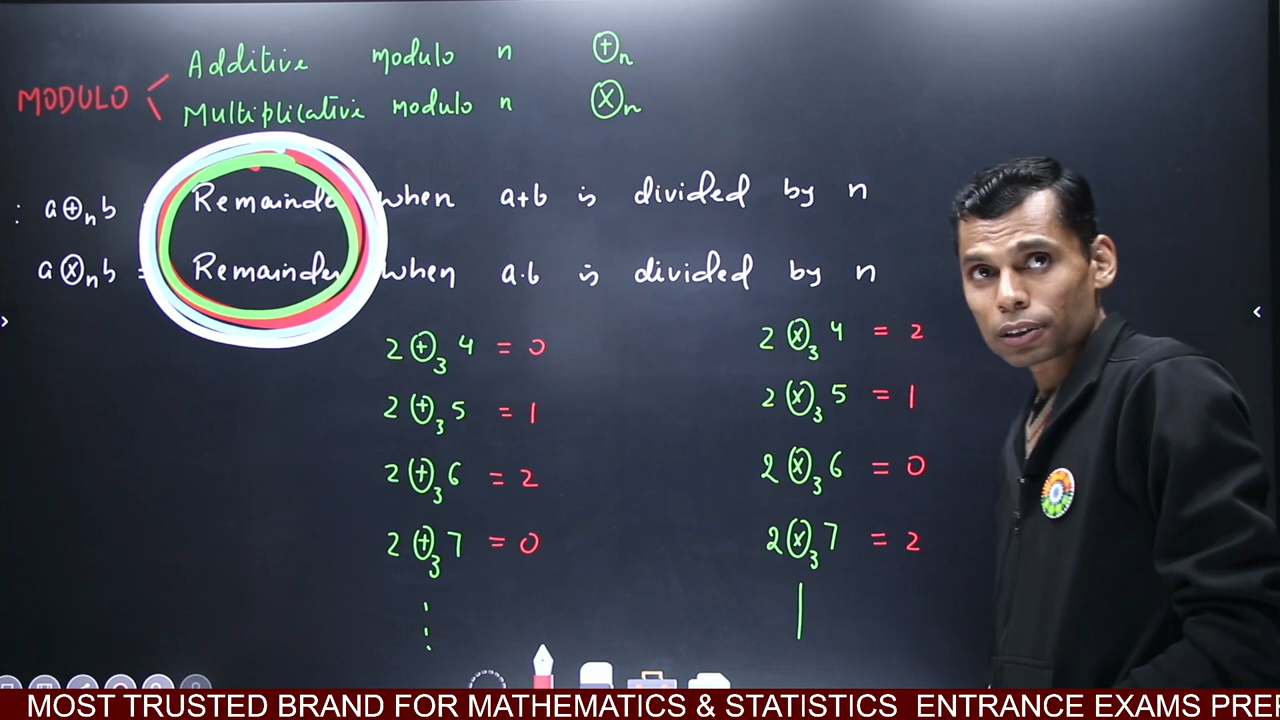 MODULO
Additive modulo n ⊕n
Multiplicative modulo n ⊗n
: a⊕n b : Remainder when a+b is divided by n
a⊗n b = Remainder when a·b is divided by n
2 ⊕3 4 = 0
2 ⊕3 5 = 1
2 ⊕3 6 = 2
2 ⊕3 7 = 0
⋮
2 ⊗3 4 = 2
2 ⊗3 5 = 1
2 ⊗3 6 = 0
2 ⊗3 7 = 2
|
MOST TRUSTED BRAND FOR MATHEMATICS & STATISTICS ENTRANCE EXAMS PREP